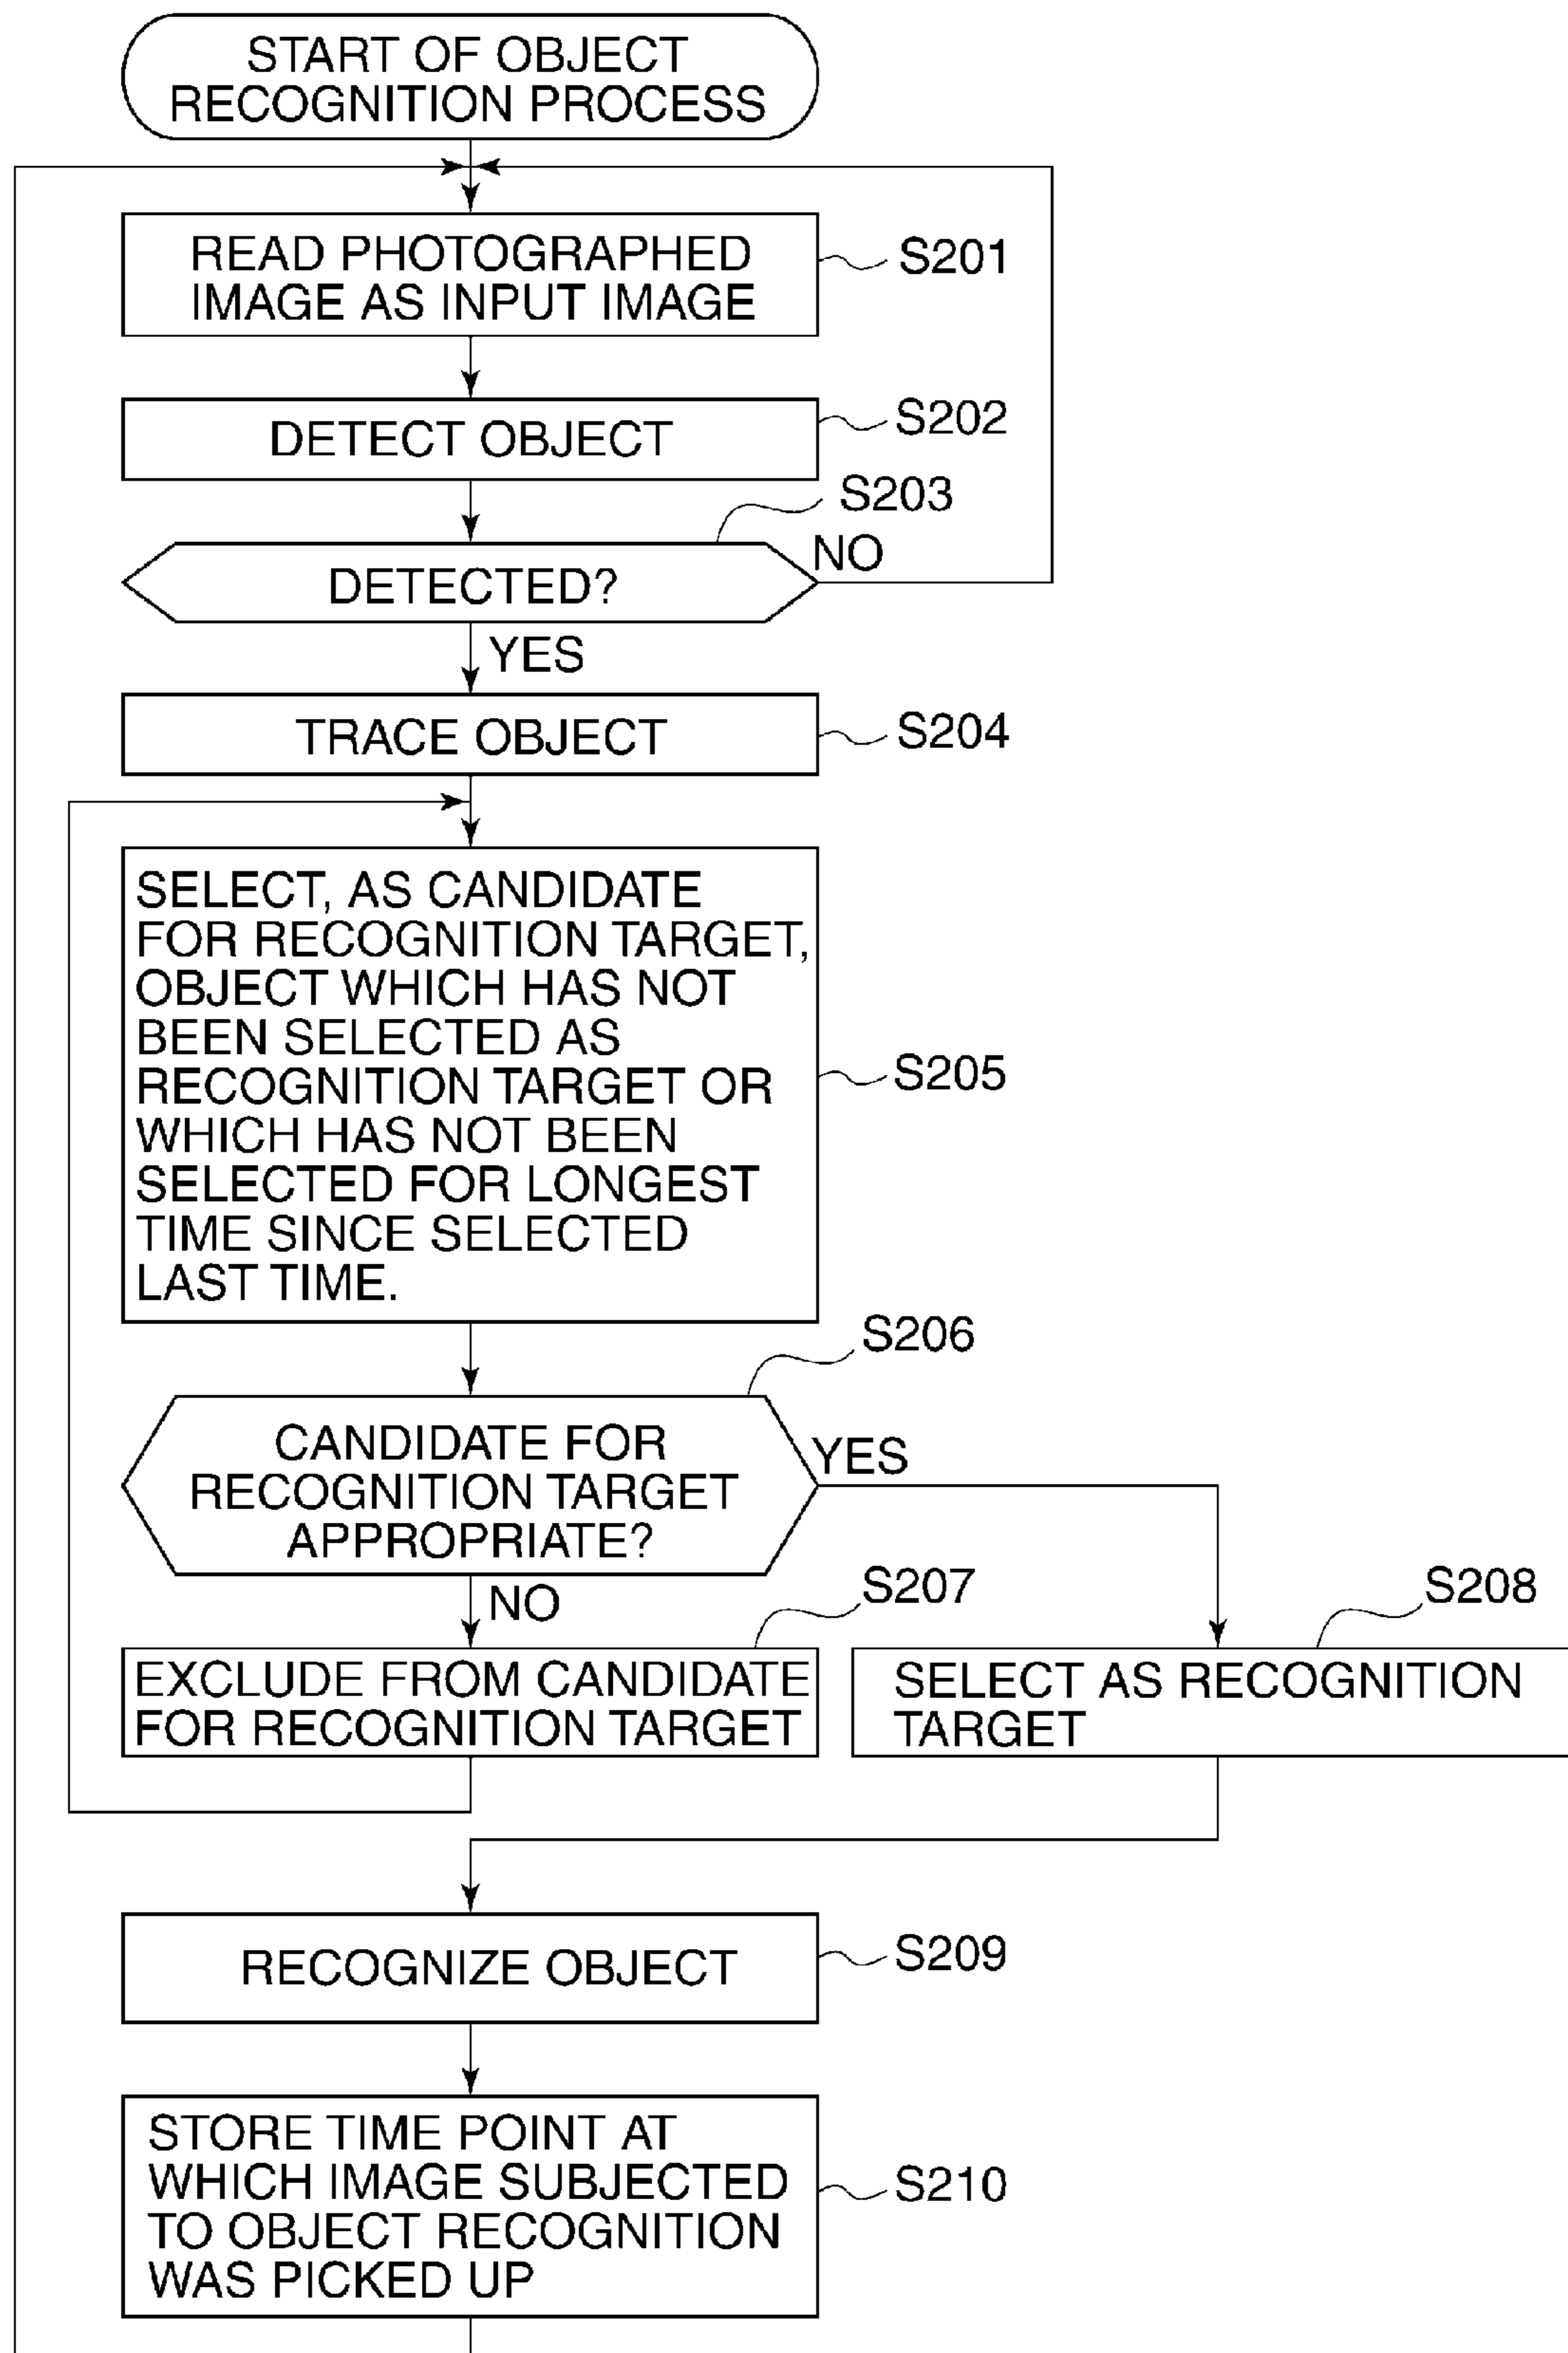 START OF OBJECT
RECOGNITION PROCESS
READ PHOTOGRAPHED
IMAGE AS INPUT IMAGE
S201
DETECT OBJECT
S202
S203
DETECTED?
NO
YES
TRACE OBJECT
S204
SELECT, AS CANDIDATE
FOR RECOGNITION TARGET,
OBJECT WHICH HAS NOT
BEEN SELECTED AS
RECOGNITION TARGET OR
WHICH HAS NOT BEEN
SELECTED FOR LONGEST
TIME SINCE SELECTED
LAST TIME.
S205
S206
CANDIDATE FOR
RECOGNITION TARGET
APPROPRIATE?
YES
NO
S207
S208
EXCLUDE FROM CANDIDATE
FOR RECOGNITION TARGET
SELECT AS RECOGNITION
TARGET
RECOGNIZE OBJECT
S209
STORE TIME POINT AT
WHICH IMAGE SUBJECTED
TO OBJECT RECOGNITION
WAS PICKED UP
S210